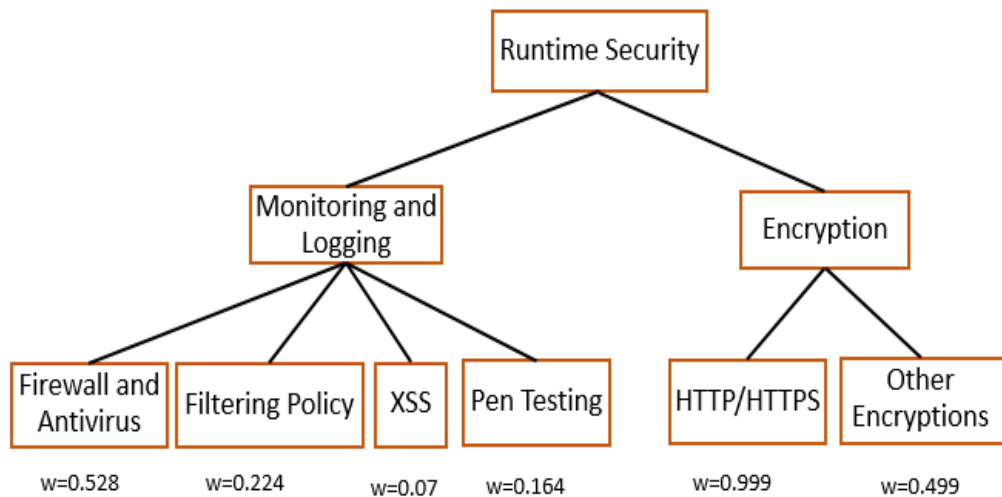 Runtime Security
Monitoring and
Logging
Encryption
Firewall and
Antivirus
Filtering Policy
XSS
Pen Testing
HTTP/HTTPS
Other
Encryptions
w=0.528
w=0.224
w=0.07
w=0.164
w=0.999
w=0.499